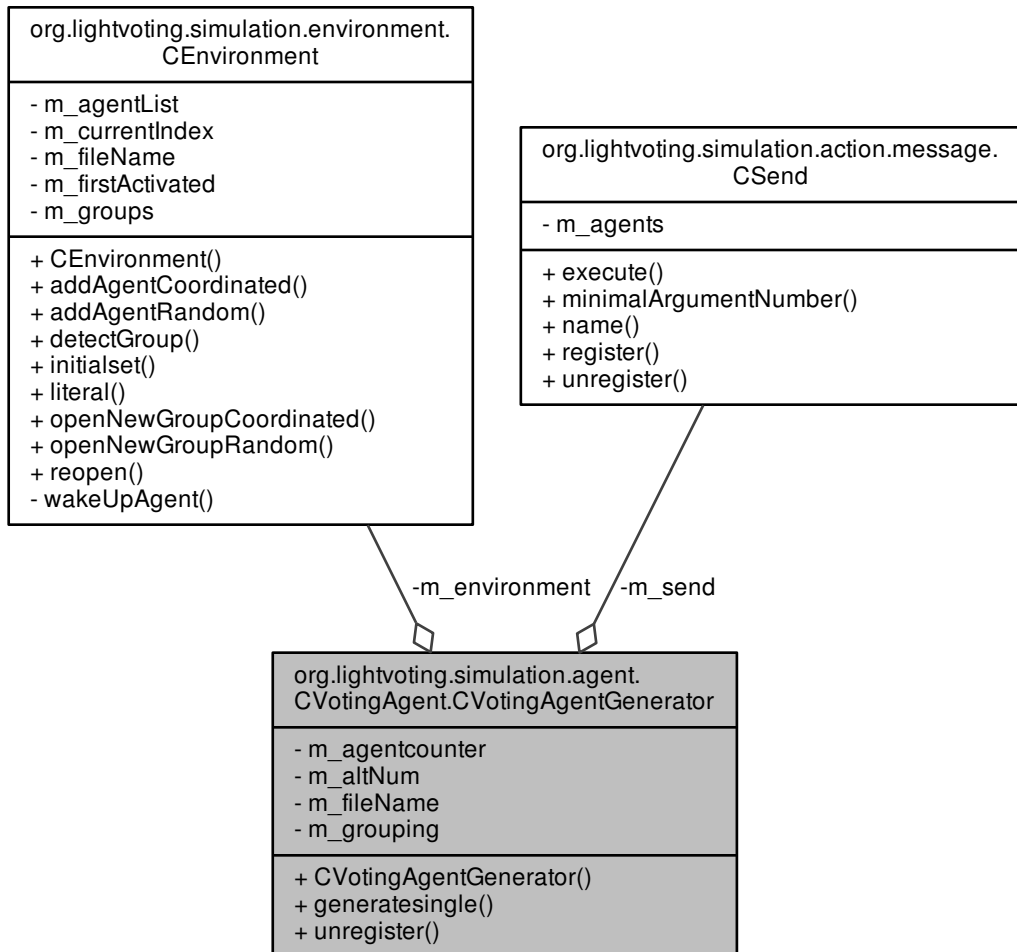 org.lightvoting.simulation.environment.
CEnvironment
- m_agentList
- m_currentIndex
- m_fileName
- m_firstActivated
- m_groups
+ CEnvironment()
+ addAgentCoordinated()
+ addAgentRandom()
+ detectGroup()
+ initialset()
+ literal()
+ openNewGroupCoordinated()
+ openNewGroupRandom()
+ reopen()
- wakeUpAgent()
org.lightvoting.simulation.action.message.
CSend
- m_agents
+ execute()
+ minimalArgumentNumber()
+ name()
+ register()
+ unregister()
-m_environment
-m_send
org.lightvoting.simulation.agent.
CVotingAgent.CVotingAgentGenerator
- m_agentcounter
- m_altNum
- m_fileName
- m_grouping
+ CVotingAgentGenerator()
+ generatesingle()
+ unregister()